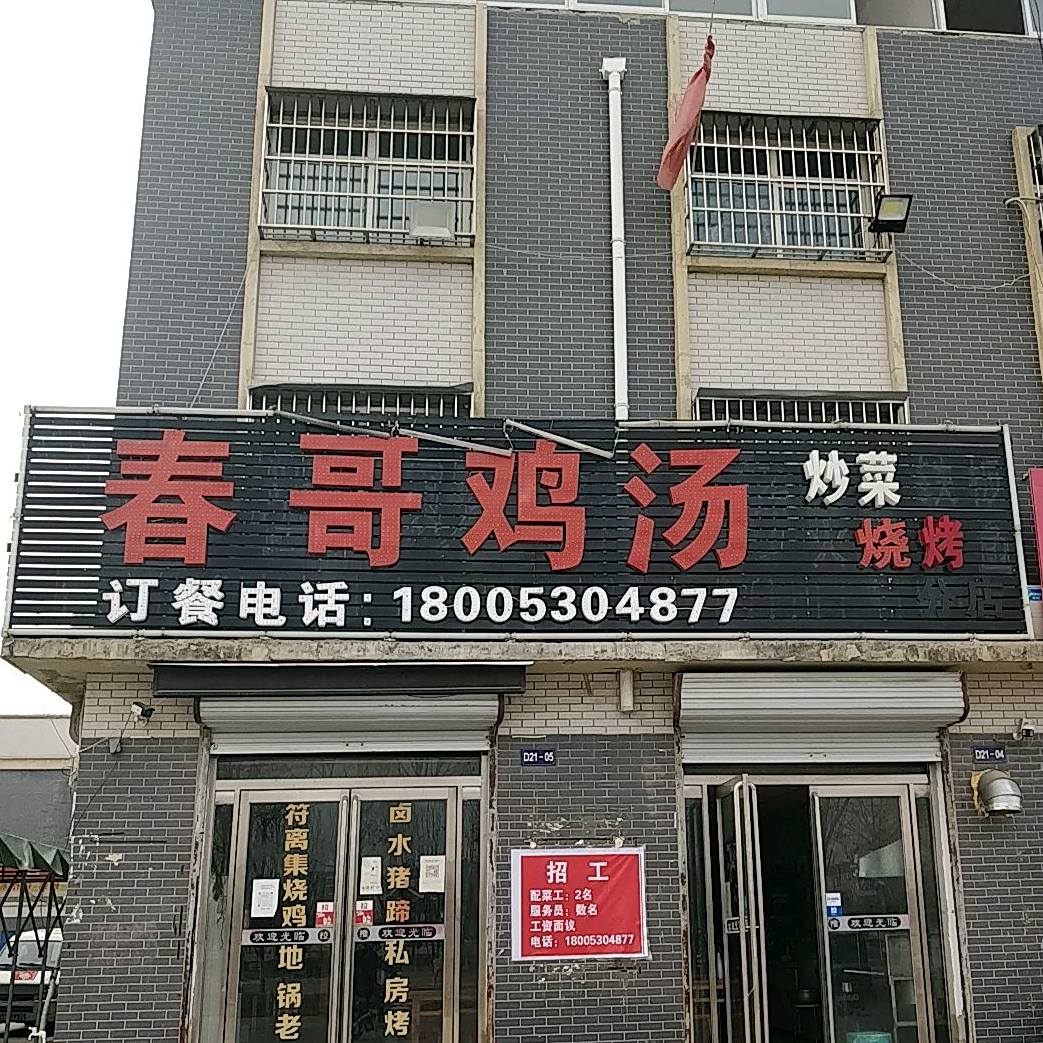 春哥鸡汤
炒菜
烧烤
订餐电话：18005304877
D21-05
D21-04
符离集烧鸡地锅老
卤水猪蹄私房烤
招工
配菜工：2名
服务员：数名
工资面议
电话：18005304877
欢迎光临
欢迎光临
欢迎光临